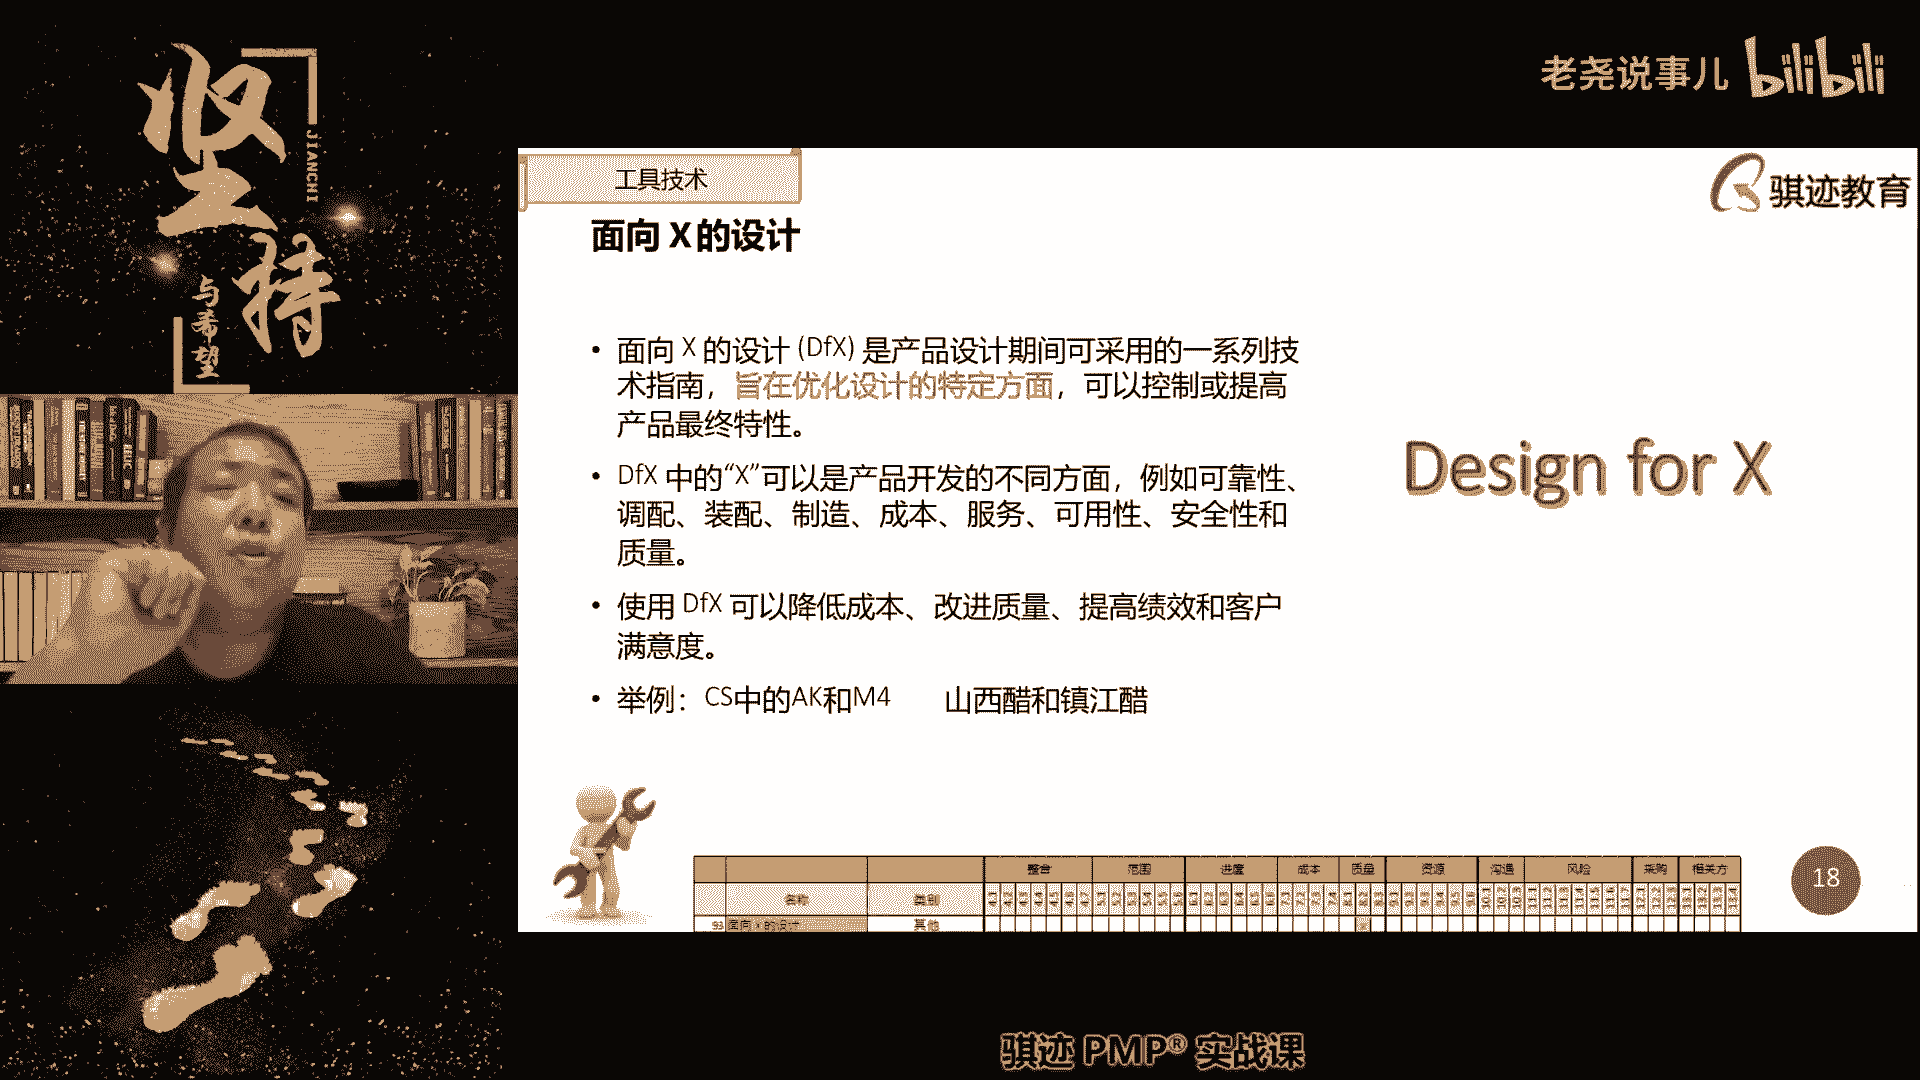 坚持
JIANCHI
与希望
老尧说事儿 bilibili
工具技术
骐迹教育
面向 X 的设计
• 面向 X 的设计 (DfX) 是产品设计期间可采用的一系列技
术指南，旨在优化设计的特定方面，可以控制或提高
产品最终特性。
• DfX 中的“X”可以是产品开发的不同方面，例如可靠性、
调配、装配、制造、成本、服务、可用性、安全性和
质量。
• 使用 DfX 可以降低成本、改进质量、提高绩效和客户
满意度。
• 举例：CS中的AK和M4 山西醋和镇江醋
Design for X
整合 范围 进度 成本 质量 资源 沟通 风险 采购 相关方
名称 类别
93 面向 X 的设计 其他
18
骐迹 PMP® 实战课